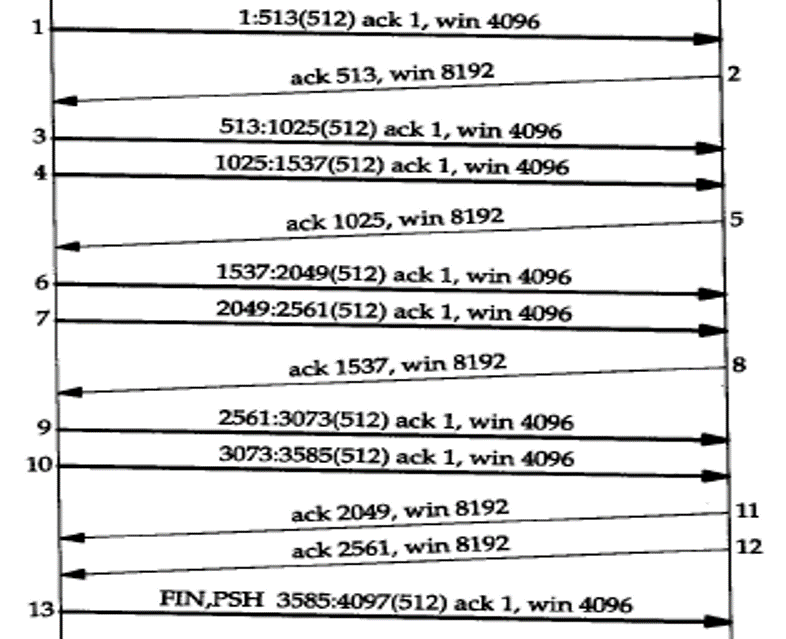 1 1:513(512) ack 1, win 4096
ack 513, win 8192 2
3 513:1025(512) ack 1, win 4096
4 1025:1537(512) ack 1, win 4096
ack 1025, win 8192 5
6 1537:2049(512) ack 1, win 4096
7 2049:2561(512) ack 1, win 4096
ack 1537, win 8192 8
9 2561:3073(512) ack 1, win 4096
10 3073:3585(512) ack 1, win 4096
ack 2049, win 8192 11
ack 2561, win 8192 12
13 FIN,PSH 3585:4097(512) ack 1, win 4096